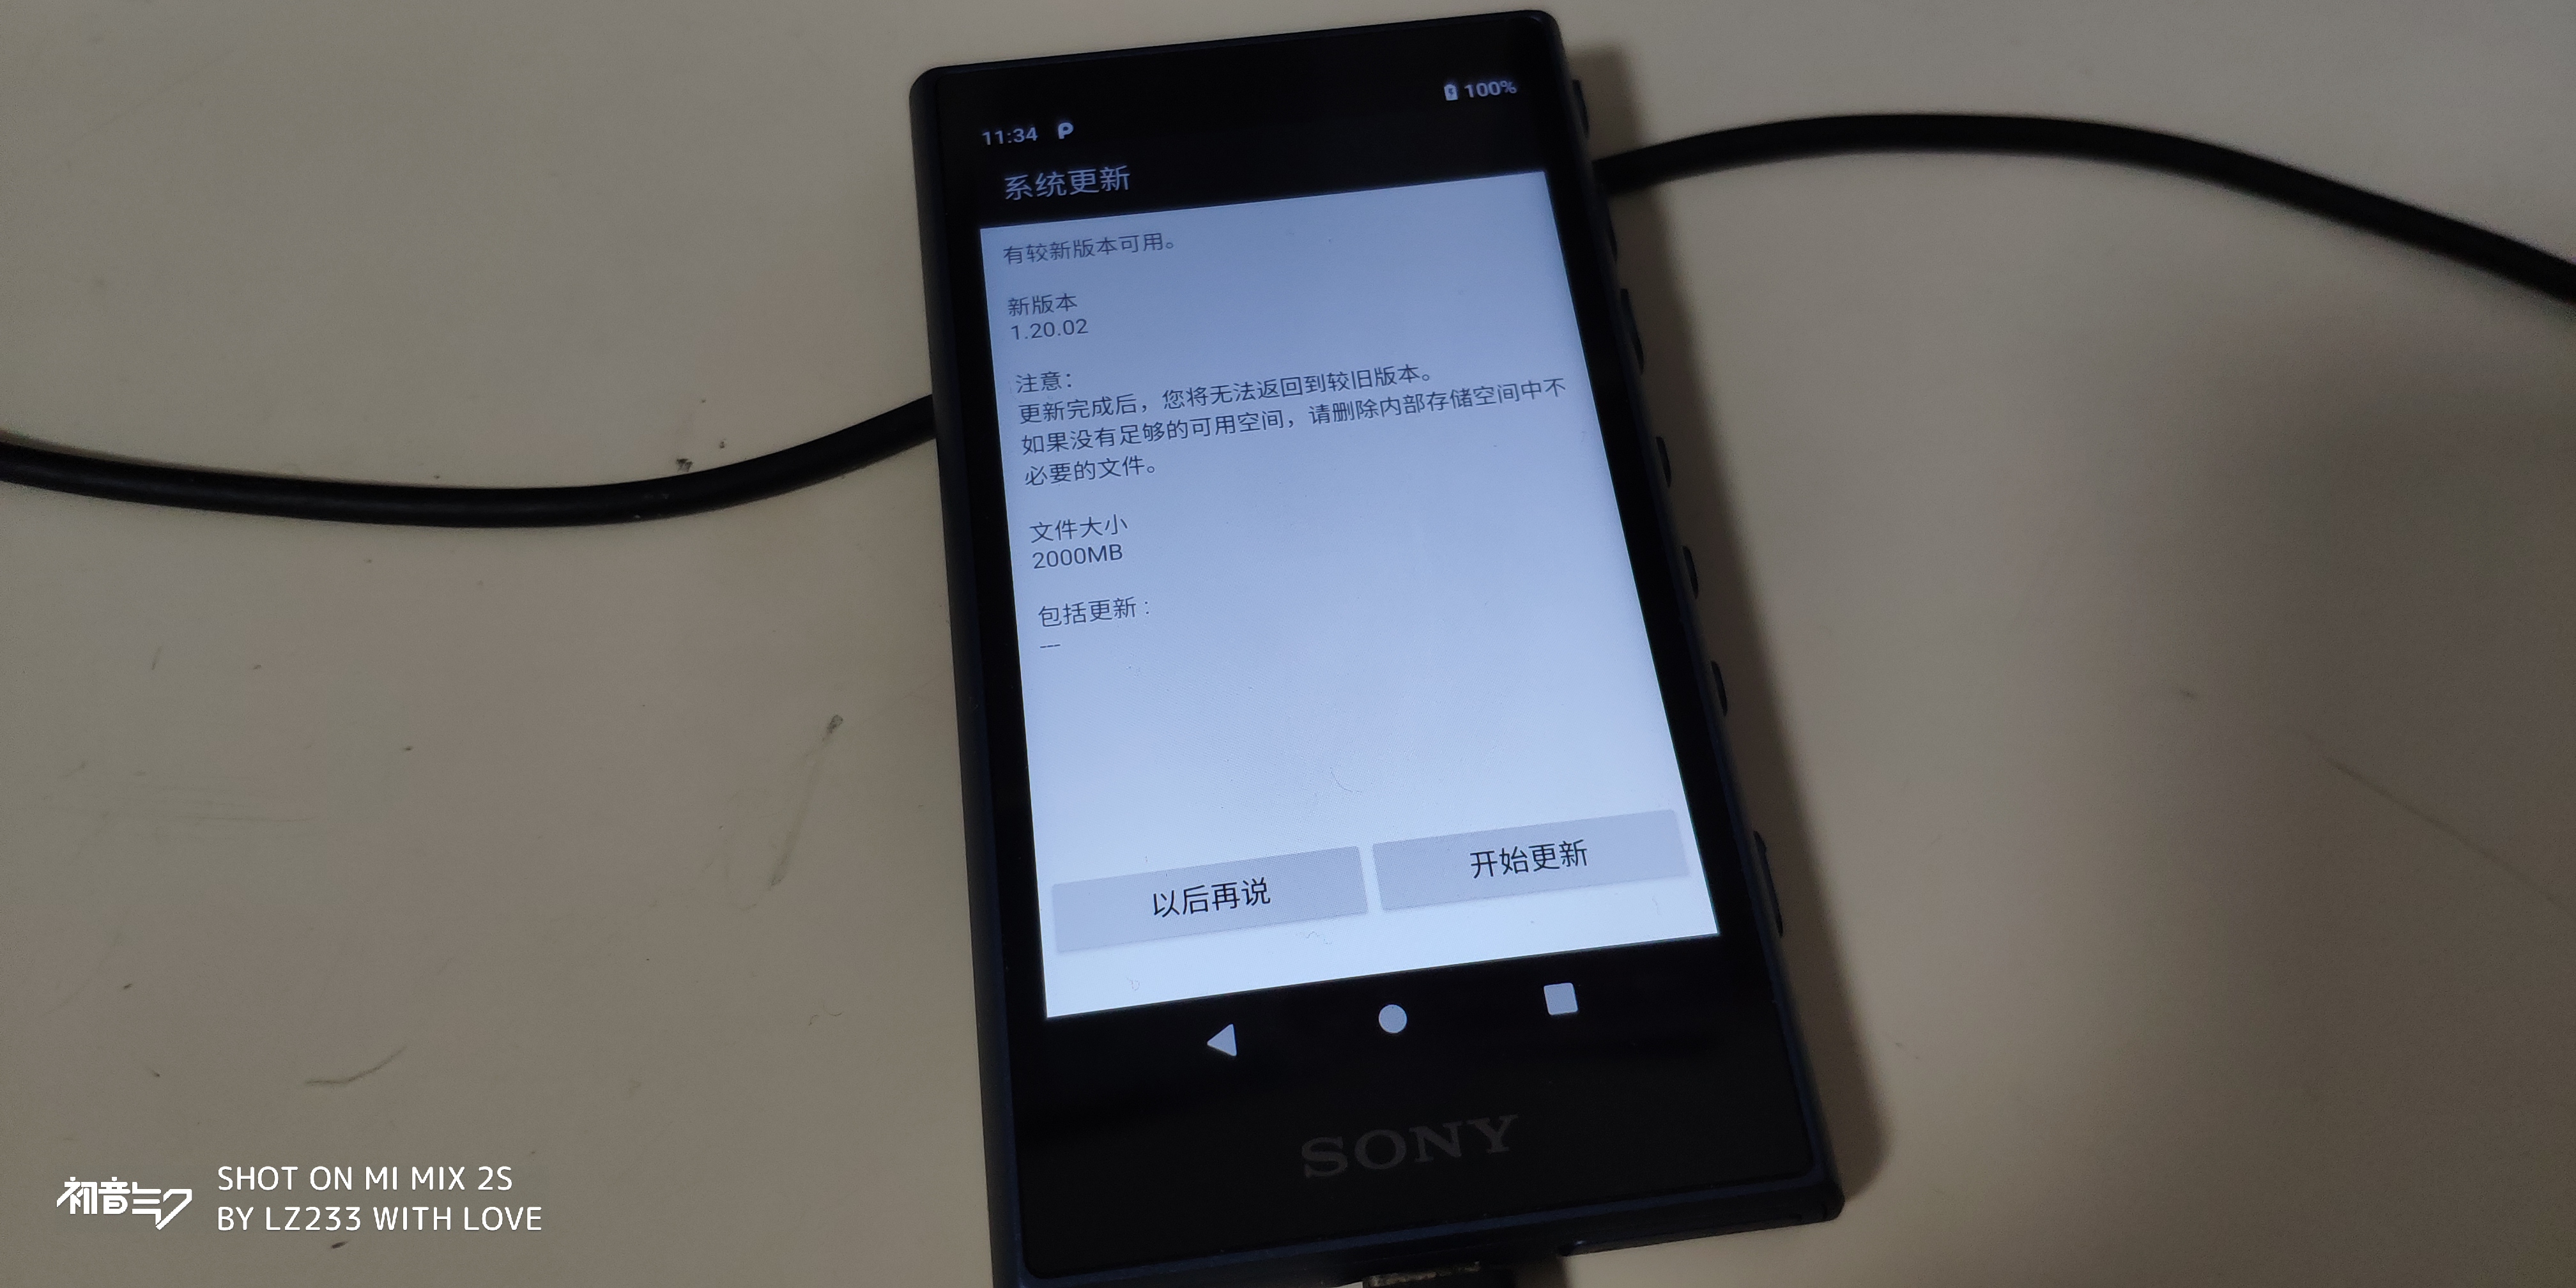 11:34
100%
系统更新
有较新版本可用。
新版本
1.20.02
注意：
更新完成后，您将无法返回到较旧版本。
如果没有足够的可用空间，请删除内部存储空间中不
必要的文件。
文件大小
2000MB
包括更新：
---
以后再说
开始更新
SONY
初音ミク
SHOT ON MI MIX 2S
BY LZ233 WITH LOVE